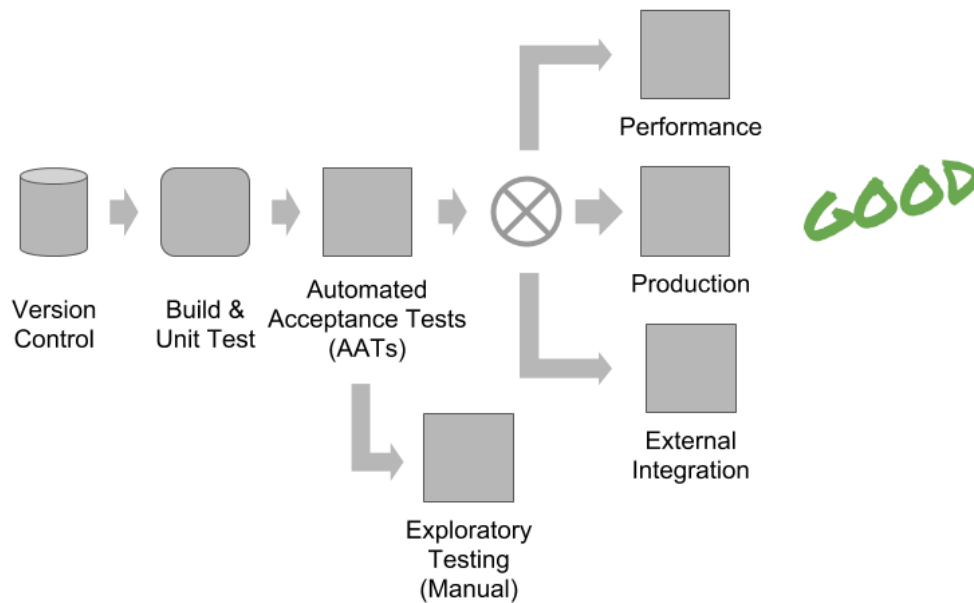 Performance
GOOD
Production
Version
Control
Build &
Unit Test
Automated
Acceptance Tests
(AATs)
External
Integration
Exploratory
Testing
(Manual)